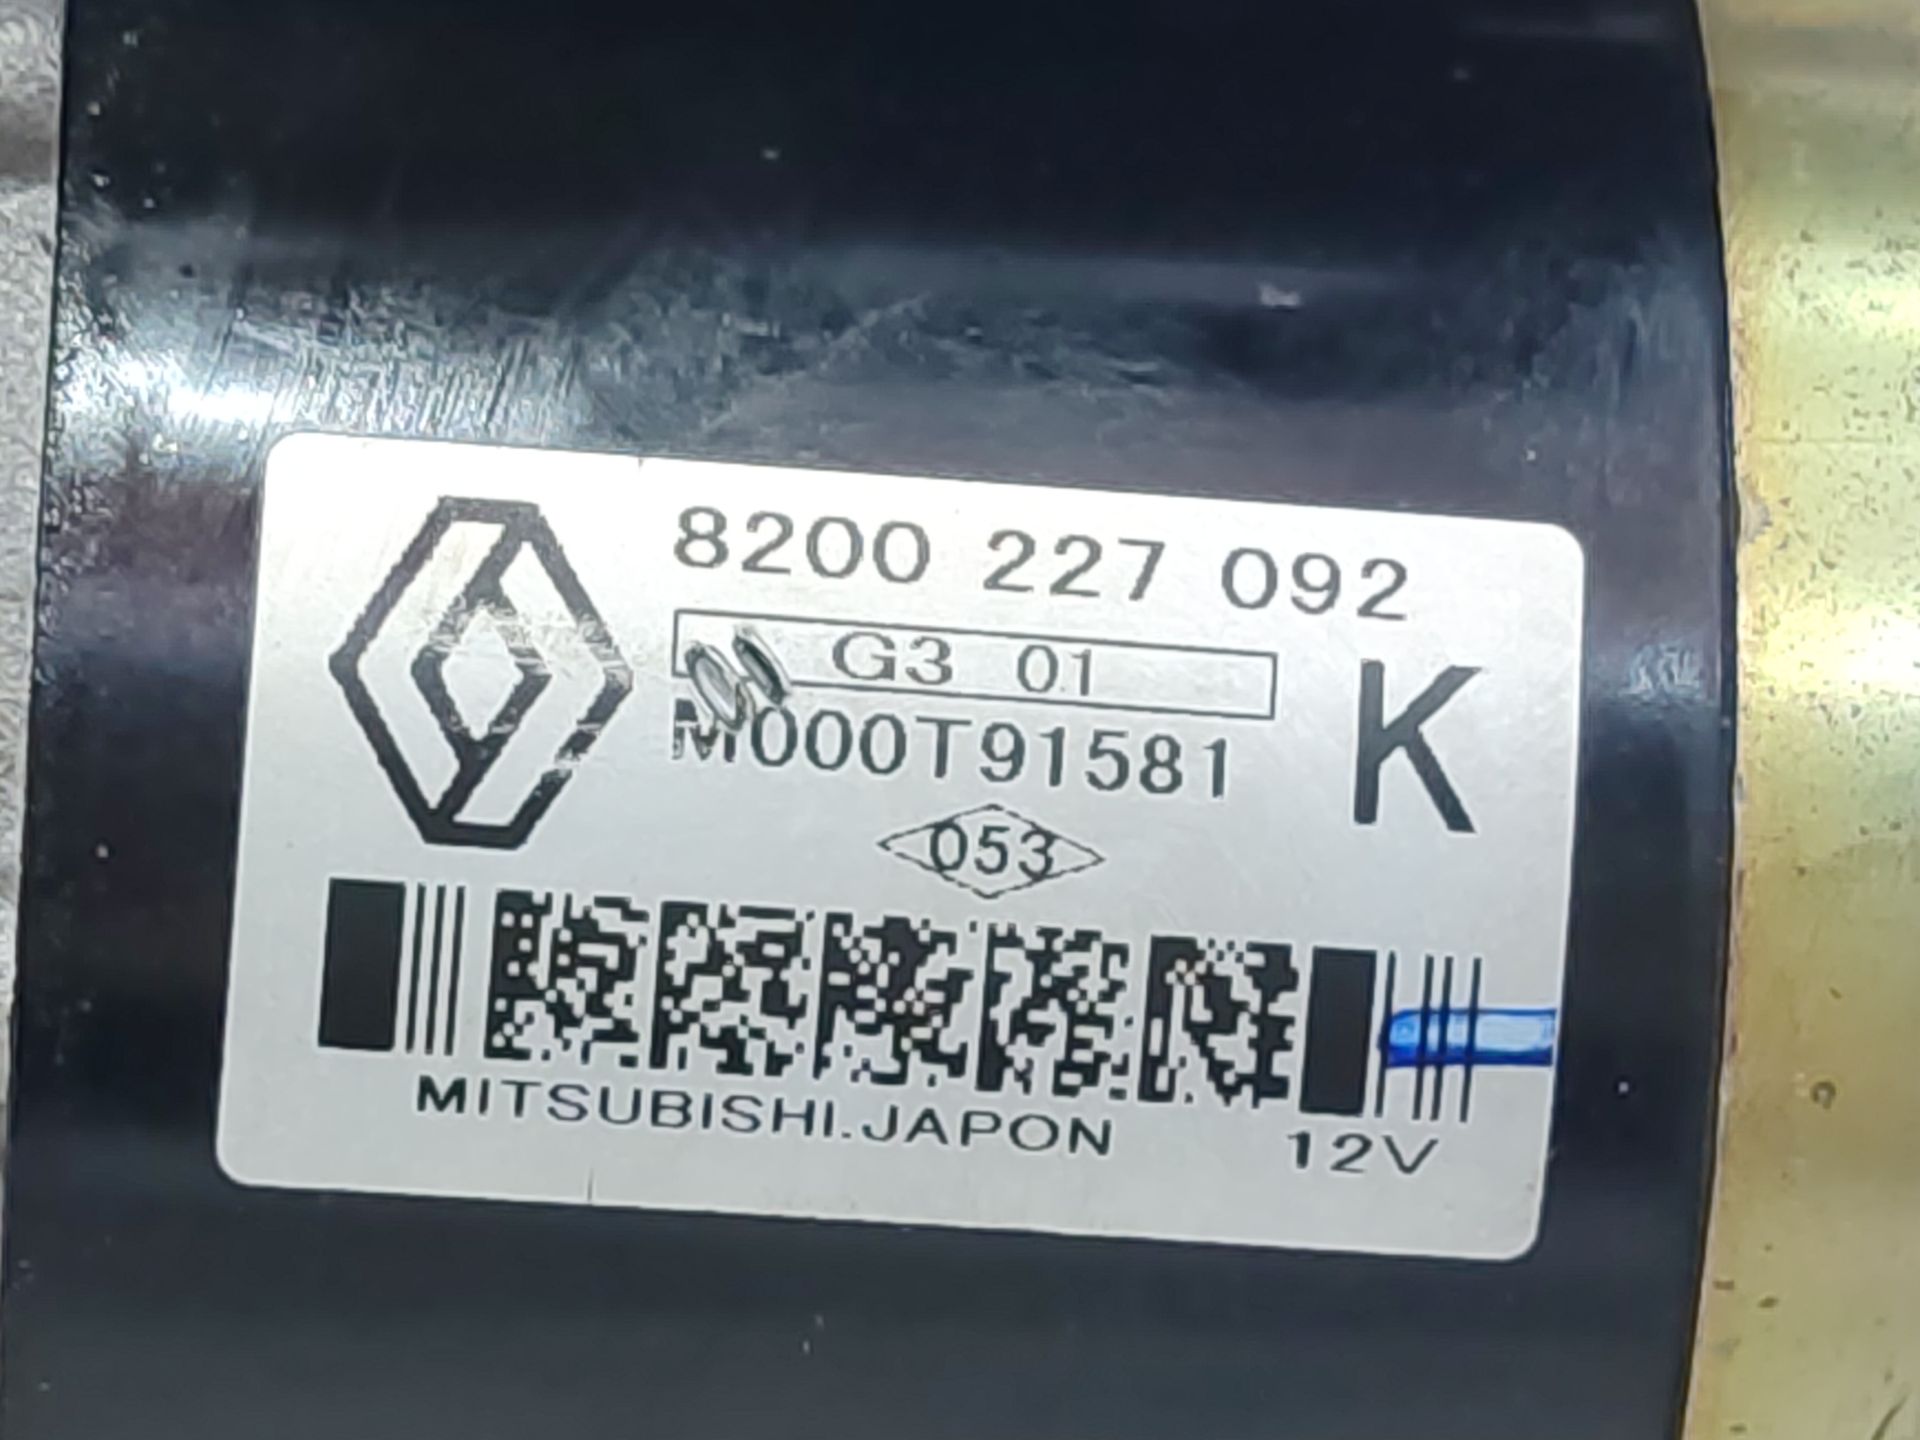 8200 227 092
G3 01
K
M000T91581
053
MITSUBISHI.JAPON
12V